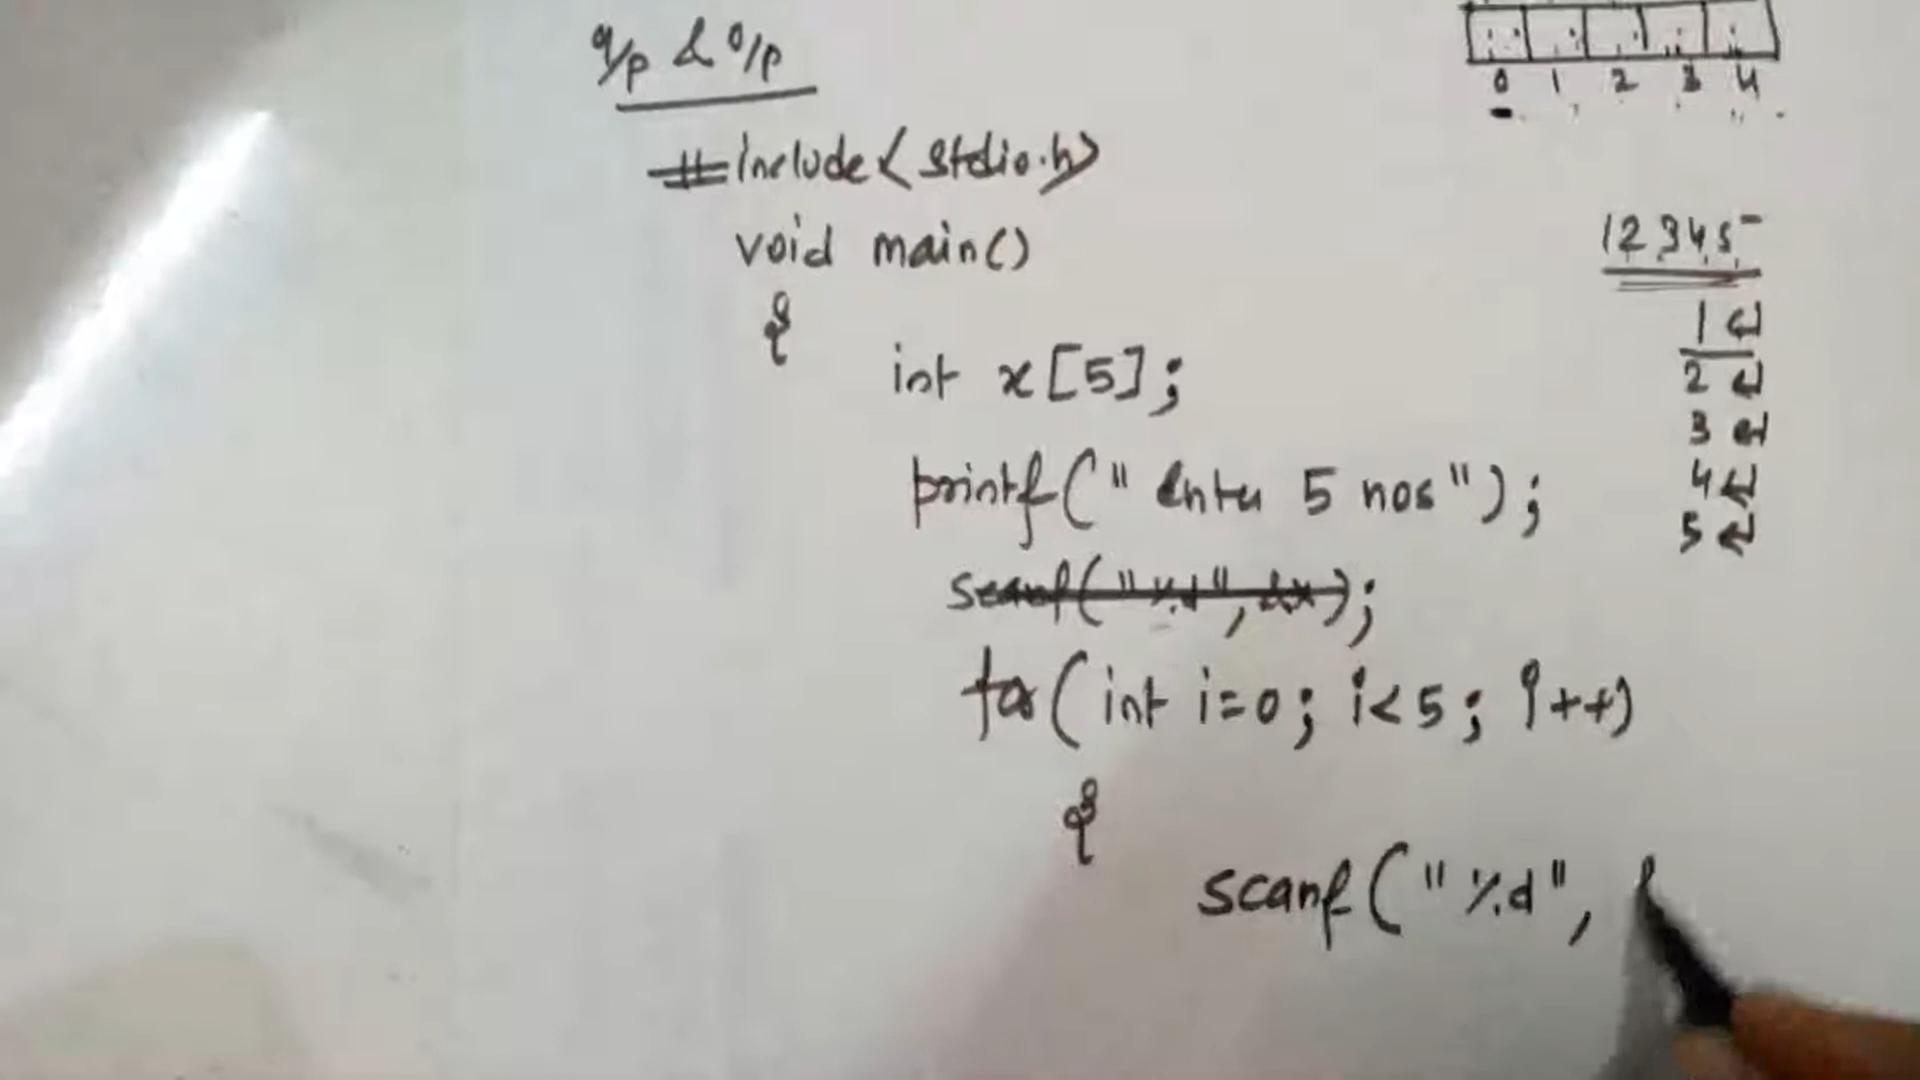 i/p & o/p
#include<stdio.h>
void main()
{
int x[5];
printf("Enter 5 nos");
scanf("%d", &x);
for(int i=0; i<5; i++)
{
scanf("%d", &
0 1 2 3 4
12345
1 ↵
2 ↵
3 ↵
4 ↵
5 ↵